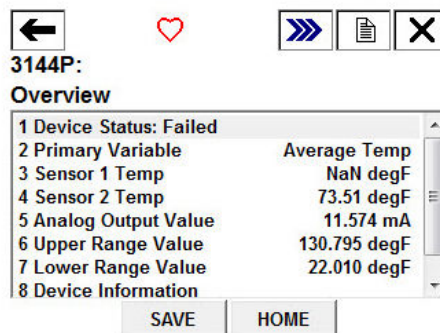 3144P:
Overview
1 Device Status: Failed
2 Primary Variable Average Temp
3 Sensor 1 Temp NaN degF
4 Sensor 2 Temp 73.51 degF
5 Analog Output Value 11.574 mA
6 Upper Range Value 130.795 degF
7 Lower Range Value 22.010 degF
8 Device Information
SAVE HOME